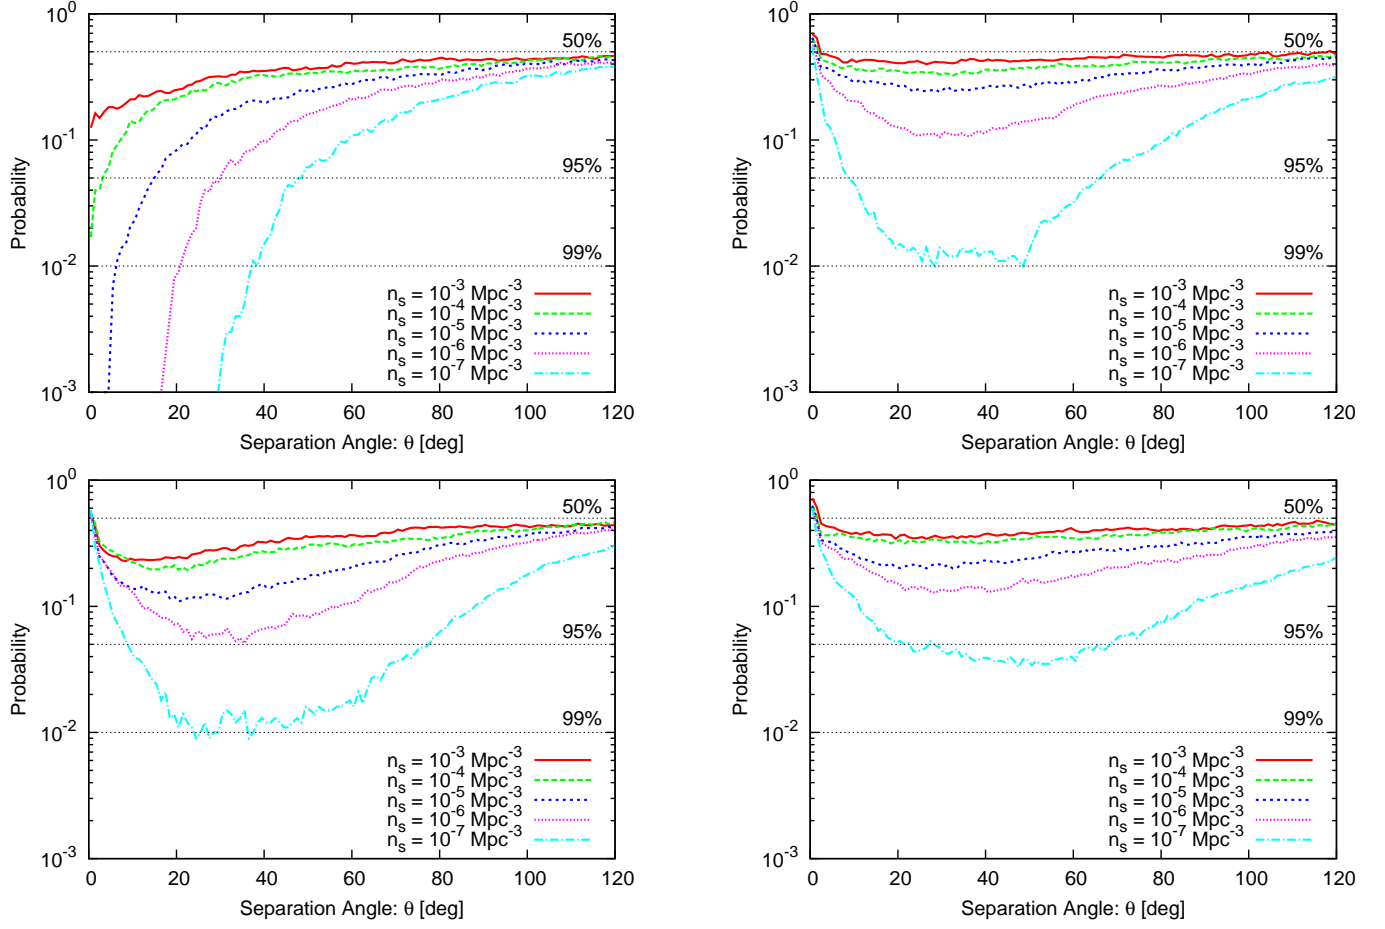 10^0
10^-1
10^-2
10^-3
Probability
50%
95%
99%
n_s = 10^-3 Mpc^-3
n_s = 10^-4 Mpc^-3
n_s = 10^-5 Mpc^-3
n_s = 10^-6 Mpc^-3
n_s = 10^-7 Mpc^-3
0 20 40 60 80 100 120
Separation Angle: θ [deg]
10^0
10^-1
10^-2
10^-3
Probability
50%
95%
99%
n_s = 10^-3 Mpc^-3
n_s = 10^-4 Mpc^-3
n_s = 10^-5 Mpc^-3
n_s = 10^-6 Mpc^-3
n_s = 10^-7 Mpc^-3
0 20 40 60 80 100 120
Separation Angle: θ [deg]
10^0
10^-1
10^-2
10^-3
Probability
50%
95%
99%
n_s = 10^-3 Mpc^-3
n_s = 10^-4 Mpc^-3
n_s = 10^-5 Mpc^-3
n_s = 10^-6 Mpc^-3
n_s = 10^-7 Mpc^-3
0 20 40 60 80 100 120
Separation Angle: θ [deg]
10^0
10^-1
10^-2
10^-3
Probability
50%
95%
99%
n_s = 10^-3 Mpc^-3
n_s = 10^-4 Mpc^-3
n_s = 10^-5 Mpc^-3
n_s = 10^-6 Mpc^-3
n_s = 10^-7 Mpc^-3
0 20 40 60 80 100 120
Separation Angle: θ [deg]